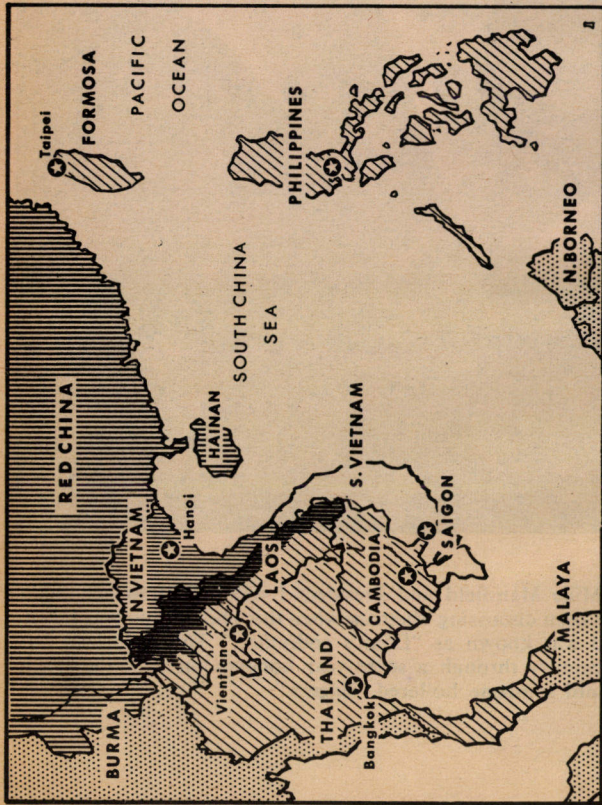 Taipei
RED CHINA
FORMOSA
BURMA
N.VIETNAM
PACIFIC
OCEAN
Hanoi
HAINAN
Vientiane
SOUTH CHINA
SEA
LAOS
PHILIPPINES
THAILAND
S. VIETNAM
Bangkok
CAMBODIA
SAIGON
MALAYA
N.BORNEO